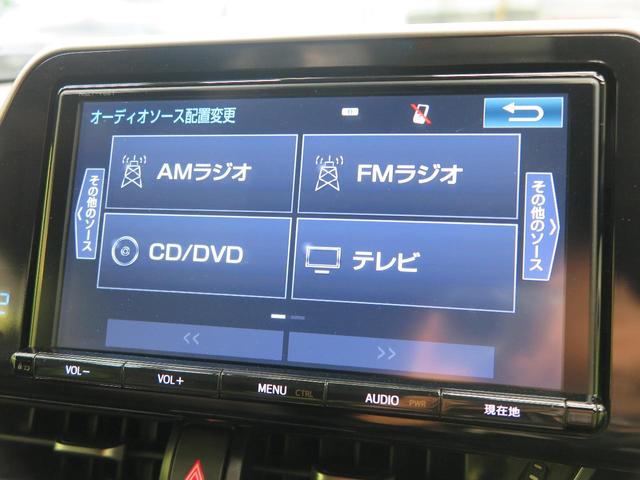 オーディオソース配置変更
その他のソース
AMラジオ
FMラジオ
その他のソース
CD/DVD
テレビ
VOL−
VOL+
MENU CTRL
AUDIO PWR
現在地